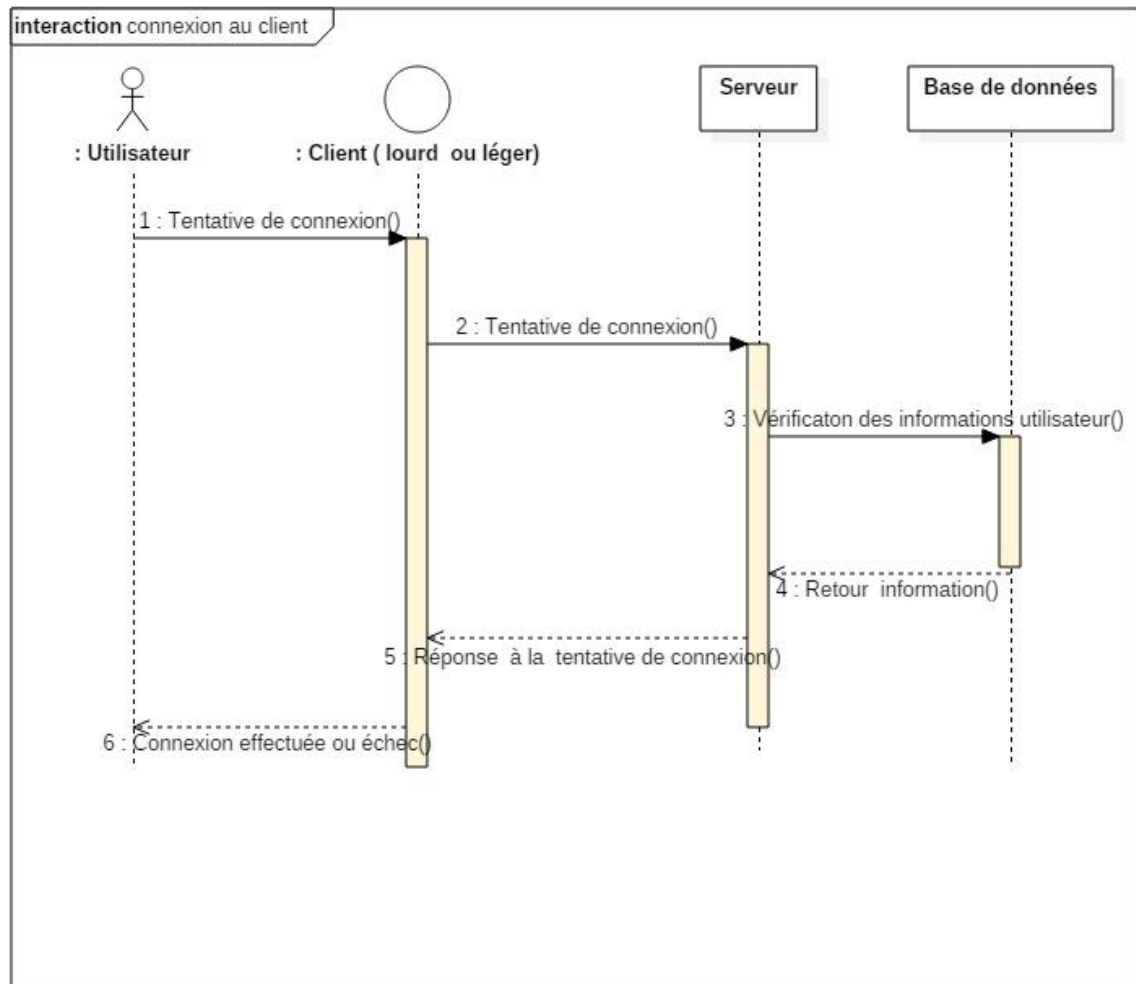 interaction connexion au client
Serveur
Base de données
: Utilisateur
: Client ( lourd ou léger)
1 : Tentative de connexion()
2 : Tentative de connexion()
3 : Vérificaton des informations utilisateur()
4 : Retour information()
5 : Réponse à la tentative de connexion()
6 : Connexion effectuée ou échec()